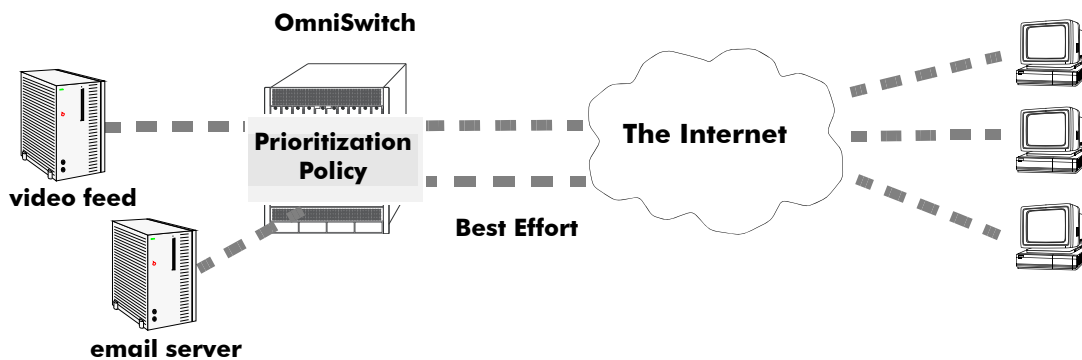 OmniSwitch
Prioritization
Policy
The Internet
video feed
Best Effort
email server